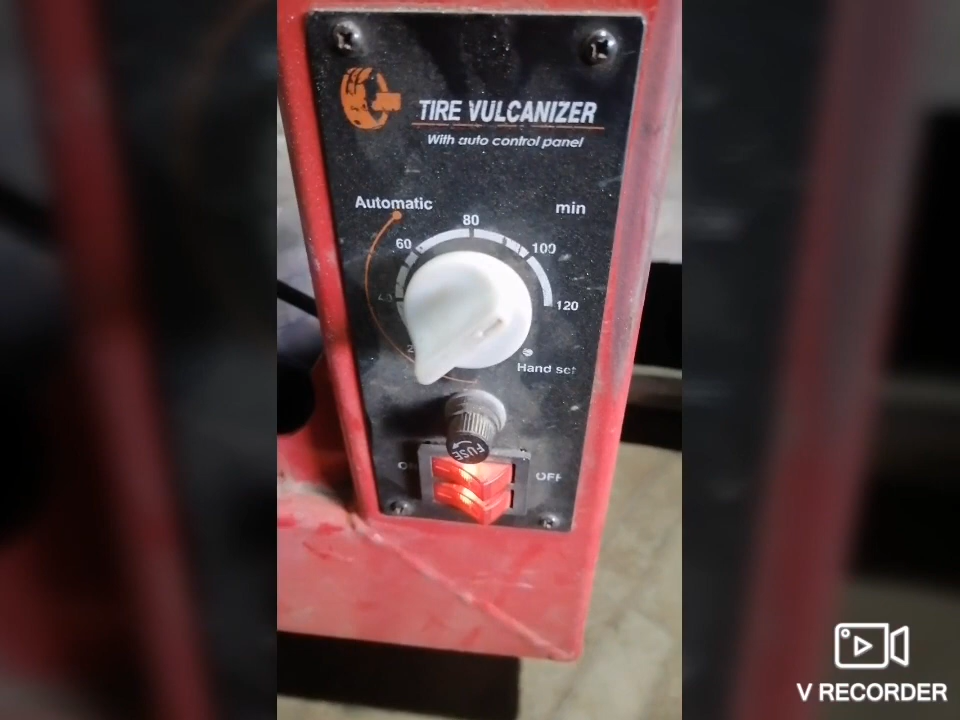 TIRE VULCANIZER
With auto control panel
Automatic
min
80
60
100
120
Hand set
FUSE
OFF
V RECORDER